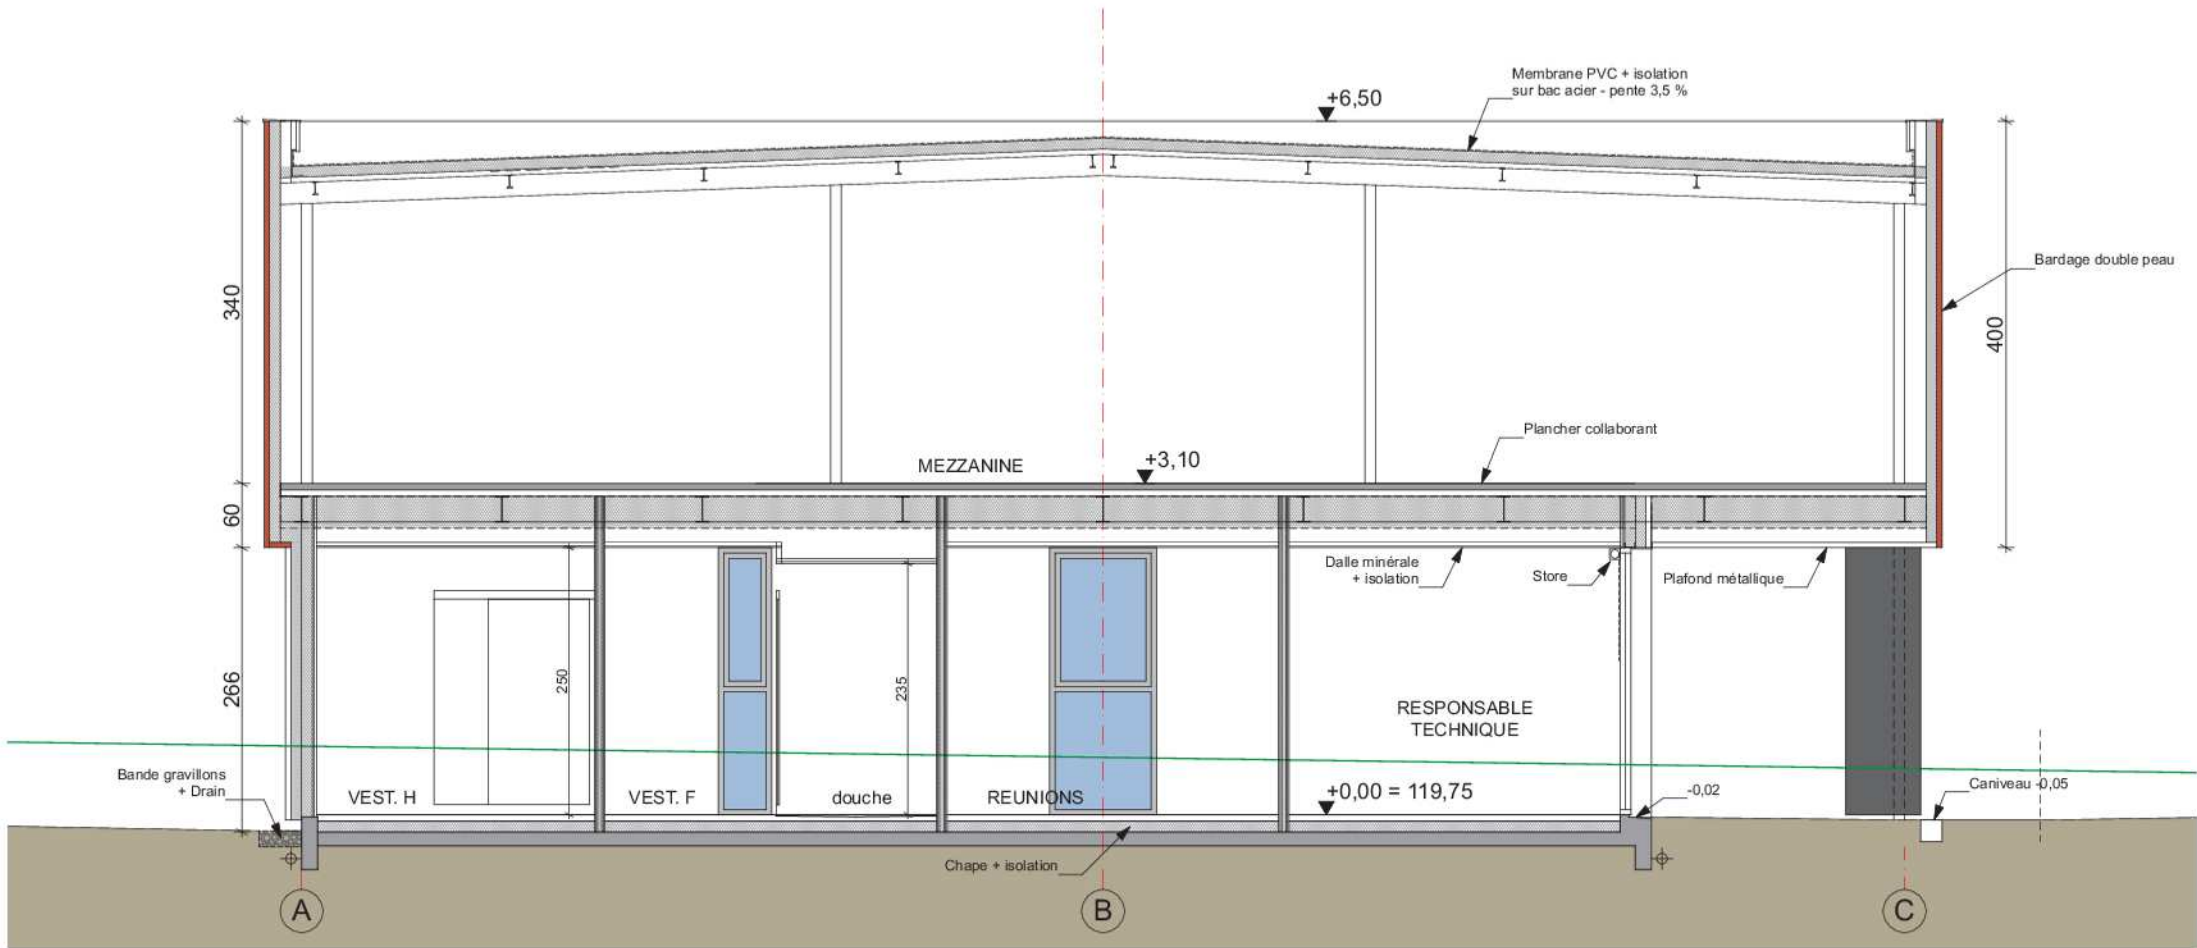 Membrane PVC + isolation
sur bac acier - pente 3,5 %
+6,50
Bardage double peau
340
400
Plancher collaborant
MEZZANINE
+3,10
60
Dalle minérale
+ isolation
Store
Plafond métallique
266
250
235
RESPONSABLE
TECHNIQUE
Bande gravillons
+ Drain
VEST. H
VEST. F
douche
REUNIONS
+0,00 = 119,75
-0,02
Caniveau -0,05
Chape + isolation
A
B
C